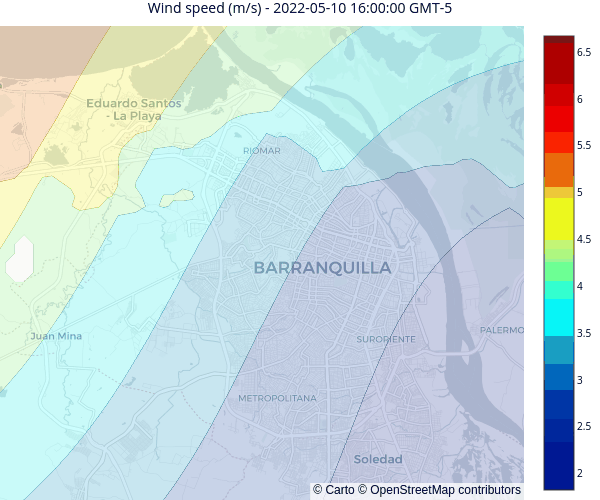 Wind speed (m/s) - 2022-05-10 16:00:00 GMT-5
6.5
6
5.5
5
4.5
4
3.5
3
2.5
2
Eduardo Santos
- La Playa
RIOMAR
BARRANQUILLA
Juan Mina
SURORIENTE
PALERMO
METROPOLITANA
Soledad
© Carto © OpenStreetMap contributors